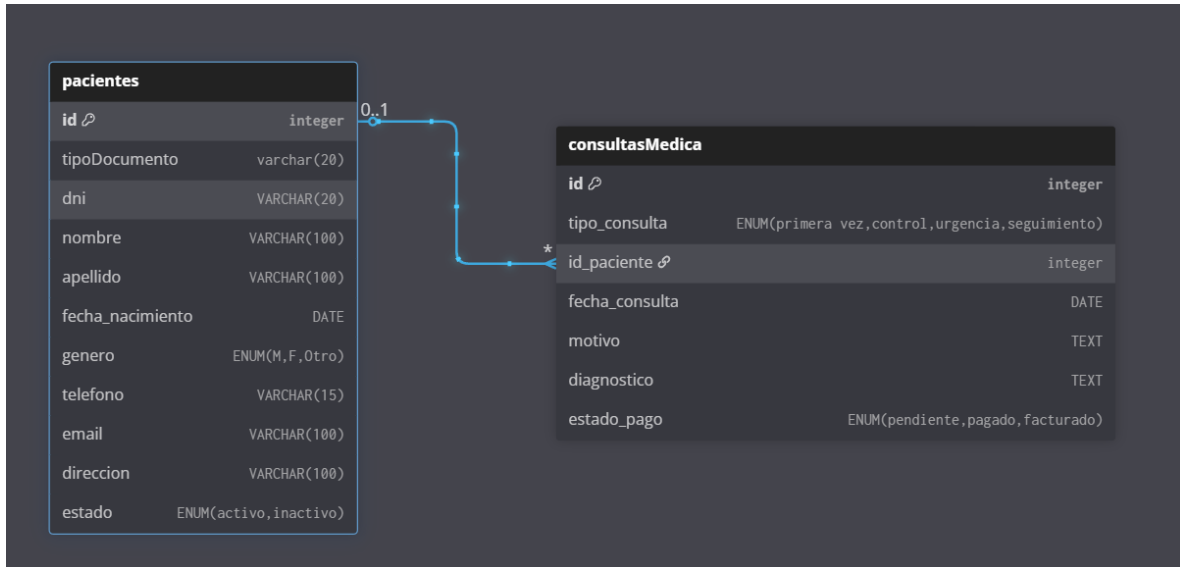 pacientes
id integer
0..1
tipoDocumento varchar(20)
dni VARCHAR(20)
nombre VARCHAR(100)
apellido VARCHAR(100)
fecha_nacimiento DATE
genero ENUM(M,F,Otro)
telefono VARCHAR(15)
email VARCHAR(100)
direccion VARCHAR(100)
estado ENUM(activo,inactivo)
consultasMedica
id integer
tipo_consulta ENUM(primera vez,control,urgencia,seguimiento)
*
id_paciente integer
fecha_consulta DATE
motivo TEXT
diagnostico TEXT
estado_pago ENUM(pendiente,pagado,facturado)